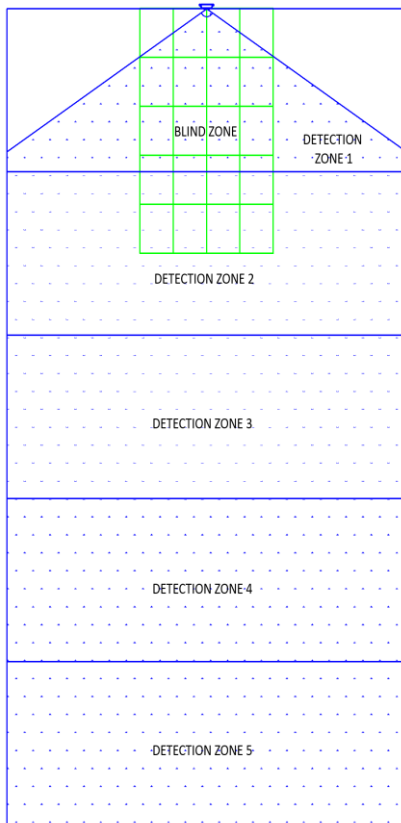 BLIND ZONE
DETECTION
ZONE 1
DETECTION ZONE 2
DETECTION ZONE 3
DETECTION ZONE 4
DETECTION ZONE 5